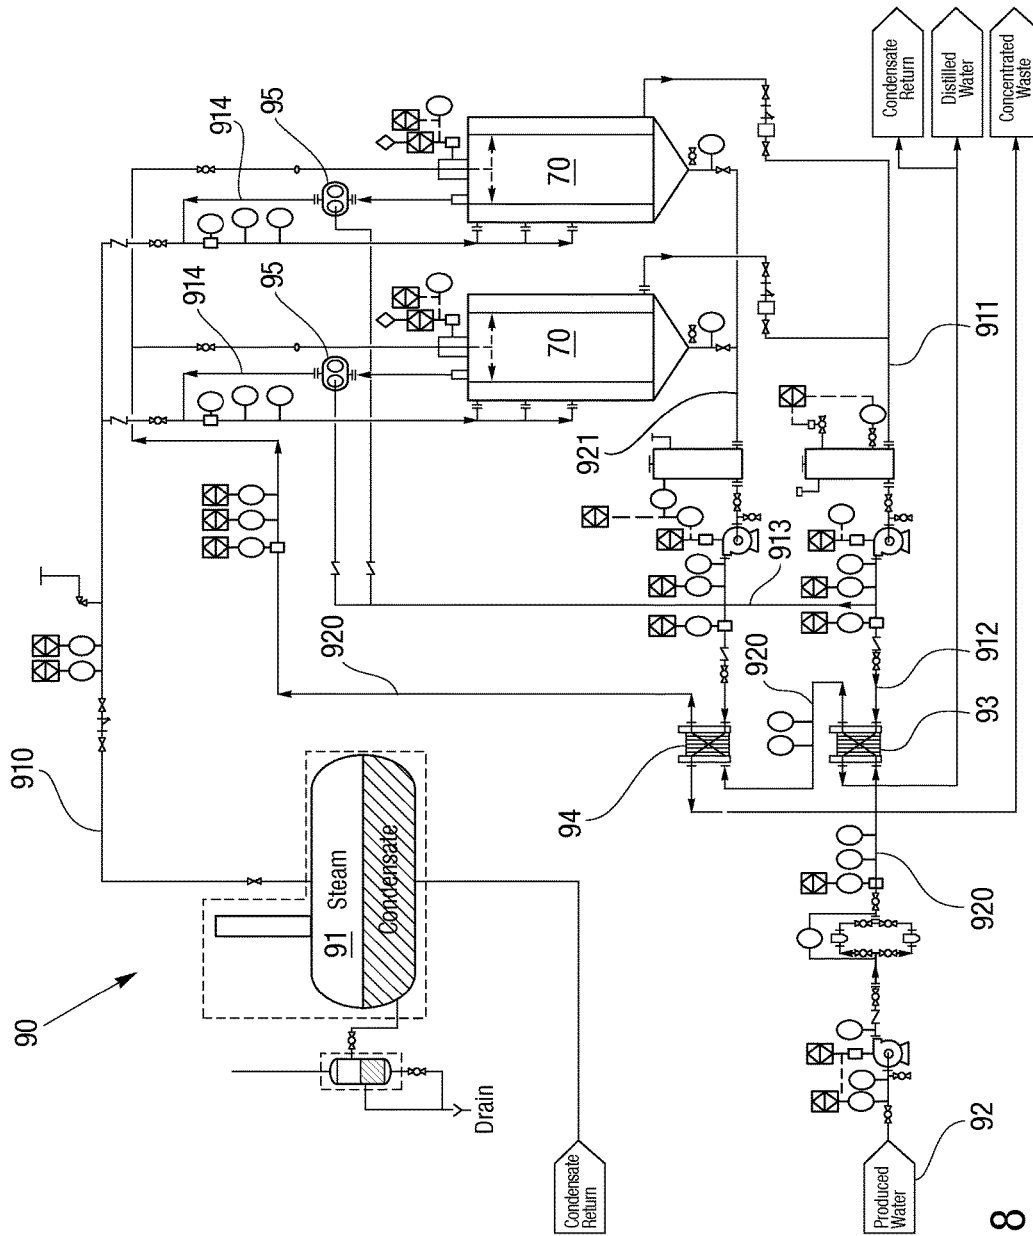 90
910
920
914
95
914
95
Condensate
Return
Distilled
Water
Concentrated
Waste
91
Steam
Condensate
70
70
Drain
921
913
911
920
94
93
912
920
Condensate
Return
Produced
Water
92
8